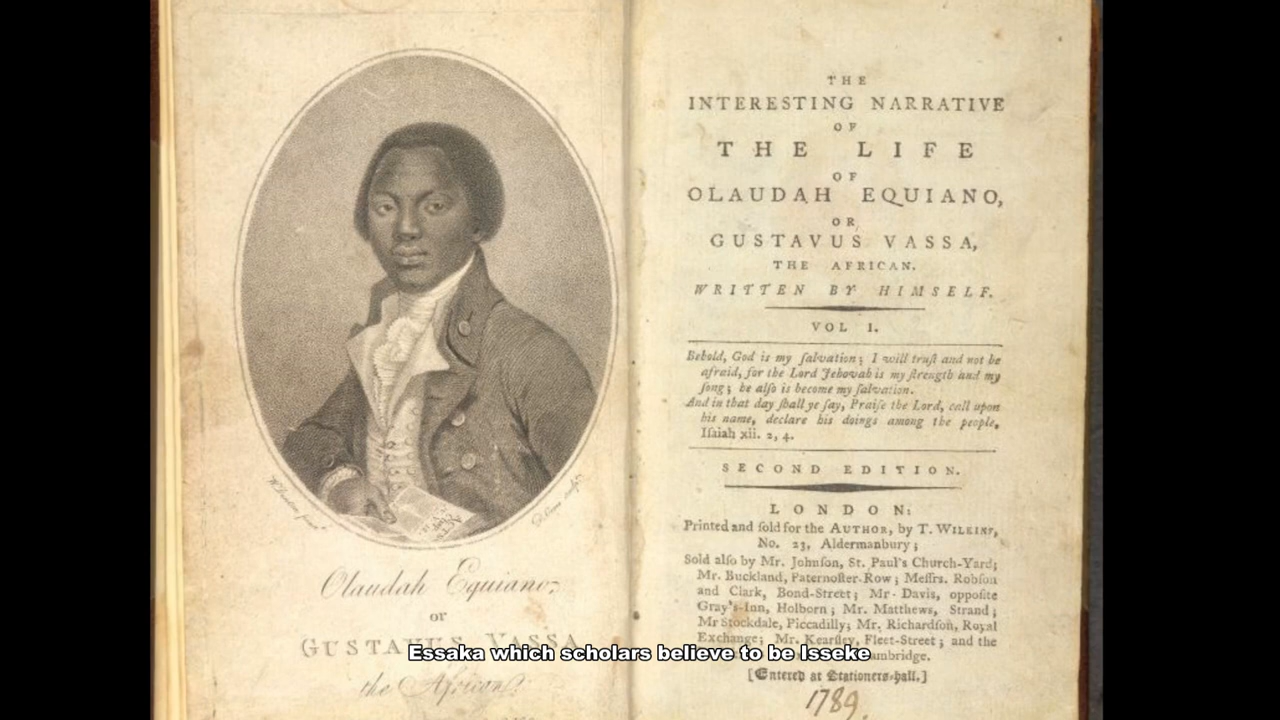 Olaudah Equiano;
or
GUSTAVUS VASSA,
the African.
THE
INTERESTING NARRATIVE
OF
THE LIFE
OF
OLAUDAH EQUIANO,
OR
GUSTAVUS VASSA,
THE AFRICAN.
WRITTEN BY HIMSELF.
VOL I.
Behold, God is my ſalvation; I will truſt and not be
afraid, for the Lord Jehovah is my ſtrength and my
ſong; he alſo is become my ſalvation.
And in that day ſhall ye ſay, Praiſe the Lord, call upon
his name, declare his doings among the people,
Iſaiah xii. 2, 4.
SECOND EDITION.
LONDON:
Printed and ſold for the AUTHOR, by T. WILKINS,
No. 23, Aldermanbury;
Sold alſo by Mr. Johnſon, St. Paul's Church-Yard;
Mr. Buckland, Paternoſter-Row; Meſſrs. Robſon
and Clark, Bond-Street; Mr. Davis, oppoſite
Gray's-Inn, Holborn; Mr. Matthews, Strand;
Mr Stockdale, Piccadilly; Mr. Richardſon, Royal
Exchange; Mr. Kearſley, Fleet-Street; and the
ambridge.
[Entered at Stationers-hall.]
1789.
Essaka which scholars believe to be Isseke